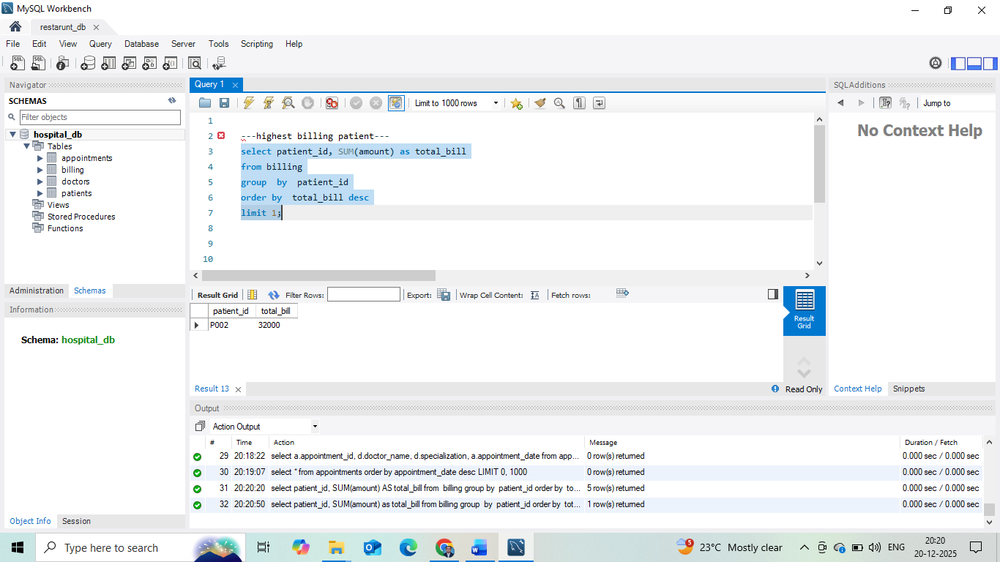 MySQL Workbench
restarunt_db
File Edit View Query Database Server Tools Scripting Help
Navigator
SCHEMAS
Filter objects
hospital_db
Tables
appointments
billing
doctors
patients
Views
Stored Procedures
Functions
Administration Schemas
Information
Schema: hospital_db
Object Info Session
Query 1
Limit to 1000 rows
1
2 ---highest billing patient---
3 select patient_id, SUM(amount) as total_bill
4 from billing
5 group  by  patient_id
6 order by  total_bill desc
7 limit 1;
8
9
10
Result Grid Filter Rows: Export: Wrap Cell Content: Fetch rows:
patient_id total_bill
P002 32000
Result Grid
Result 13 Read Only
SQLAdditions
Jump to
No Context Help
Context Help Snippets
Output
Action Output
# Time Action Message Duration / Fetch
29 20:18:22 select a.appointment_id, d.doctor_name, d.specialization, a.appointment_date from app... 0 row(s) returned 0.000 sec / 0.000 sec
30 20:19:07 select * from appointments order by appointment_date desc LIMIT 0, 1000 0 row(s) returned 0.000 sec / 0.000 sec
31 20:20:20 select patient_id, SUM(amount) AS total_bill from  billing group by  patient_id order by  to... 5 row(s) returned 0.000 sec / 0.000 sec
32 20:20:50 select patient_id, SUM(amount) as total_bill from billing group  by  patient_id order by  tot... 1 row(s) returned 0.000 sec / 0.000 sec
Type here to search
5
23°C Mostly clear
ENG
20:20
20-12-2025